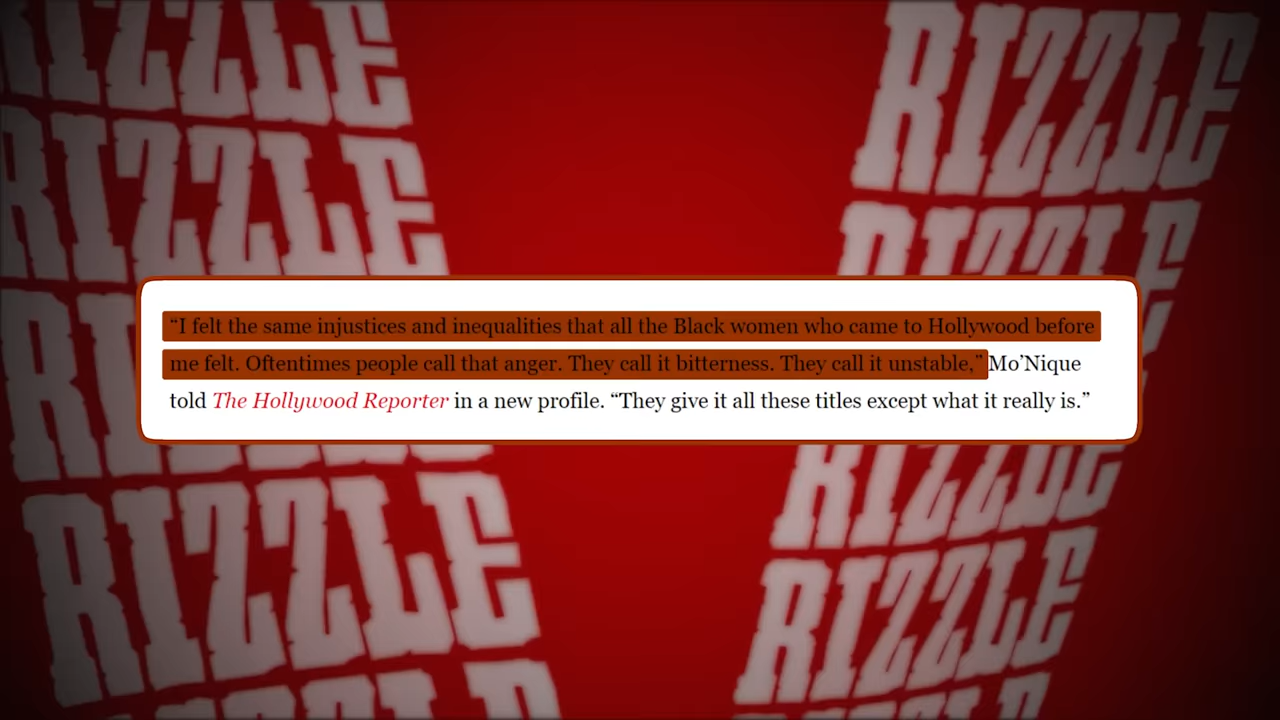 RIZZLE
RIZZLE
RIZZLE
RIZZLE
“I felt the same injustices and inequalities that all the Black women who came to Hollywood before
me felt. Oftentimes people call that anger. They call it bitterness. They call it unstable,” Mo’Nique
told The Hollywood Reporter in a new profile. “They give it all these titles except what it really is.”
RIZZLE
RIZZLE
RIZZLE